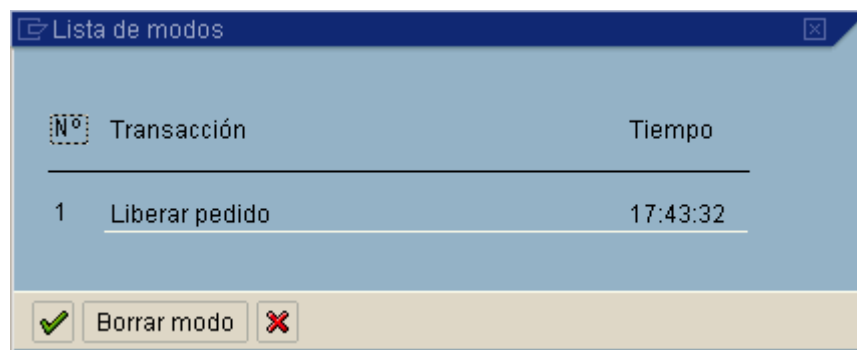 Lista de modos
Nº Transacción Tiempo
1 Liberar pedido 17:43:32
Borrar modo